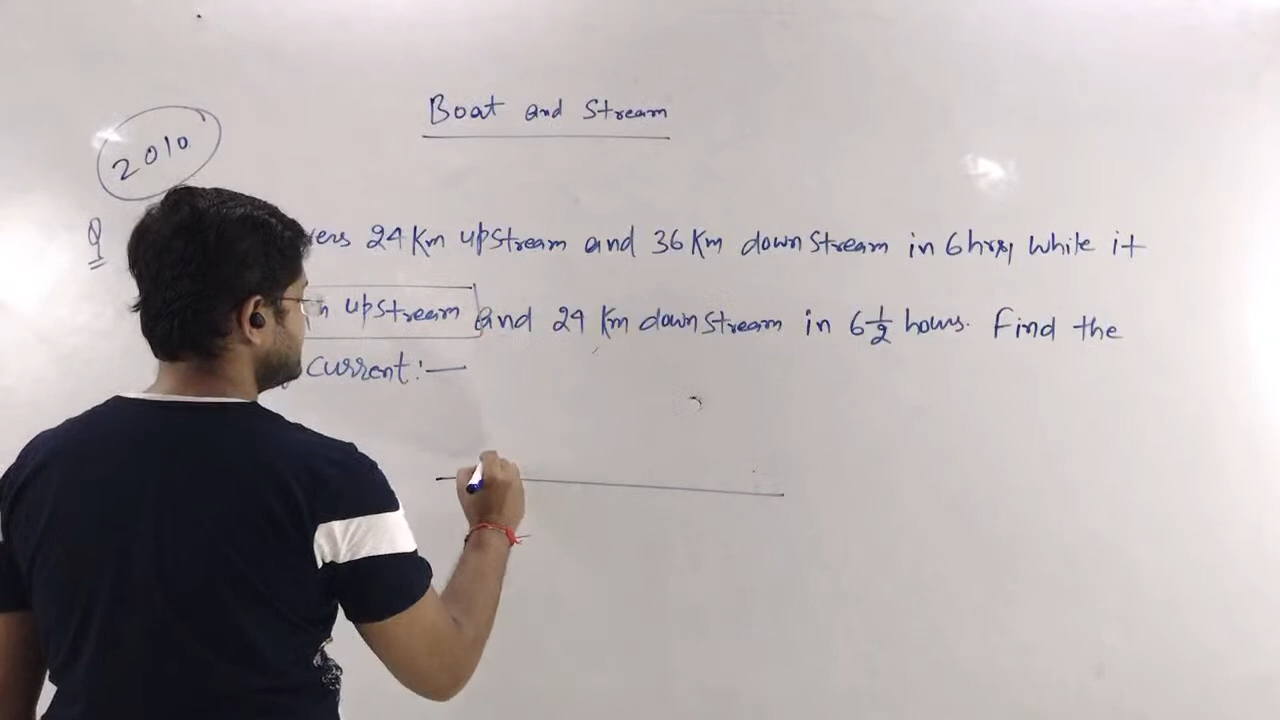 Boat and Stream
2010
Q 24 Km upstream and 36 Km downstream in 6 hrs, while it
upstream and 24 Km downstream in 6 1/2 hours. Find the
current:—